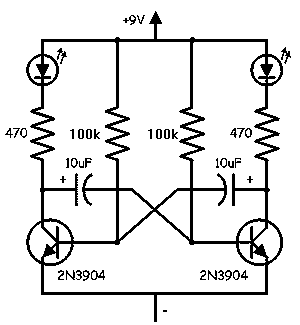 +9V
470 100k 100k 470
10uF 10uF
+ +
2N3904 2N3904
-